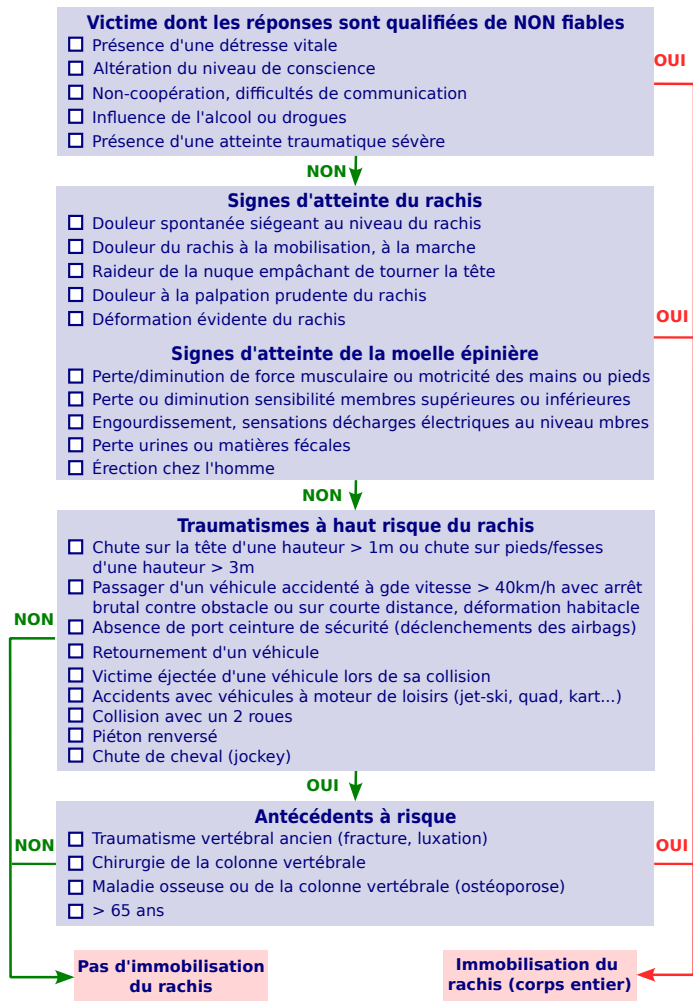 Victime dont les réponses sont qualifiées de NON fiables
Présence d'une détresse vitale
Altération du niveau de conscience
Non-coopération, difficultés de communication
Influence de l'alcool ou drogues
Présence d'une atteinte traumatique sévère
OUI
NON
Signes d'atteinte du rachis
Douleur spontanée siégeant au niveau du rachis
Douleur du rachis à la mobilisation, à la marche
Raideur de la nuque empâchant de tourner la tête
Douleur à la palpation prudente du rachis
Déformation évidente du rachis
OUI
Signes d'atteinte de la moelle épinière
Perte/diminution de force musculaire ou motricité des mains ou pieds
Perte ou diminution sensibilité membres supérieures ou inférieures
Engourdissement, sensations décharges électriques au niveau mbres
Perte urines ou matières fécales
Érection chez l'homme
NON
Traumatismes à haut risque du rachis
Chute sur la tête d'une hauteur > 1m ou chute sur pieds/fesses
d'une hauteur > 3m
Passager d'un véhicule accidenté à gde vitesse > 40km/h avec arrêt
brutal contre obstacle ou sur courte distance, déformation habitacle
NON
Absence de port ceinture de sécurité (déclenchements des airbags)
Retournement d'un véhicule
Victime éjectée d'une véhicule lors de sa collision
Accidents avec véhicules à moteur de loisirs (jet-ski, quad, kart...)
Collision avec un 2 roues
Piéton renversé
Chute de cheval (jockey)
OUI
Antécédents à risque
Traumatisme vertébral ancien (fracture, luxation)
NON
OUI
Chirurgie de la colonne vertébrale
Maladie osseuse ou de la colonne vertébrale (ostéoporose)
> 65 ans
Pas d'immobilisation
du rachis
Immobilisation du
rachis (corps entier)